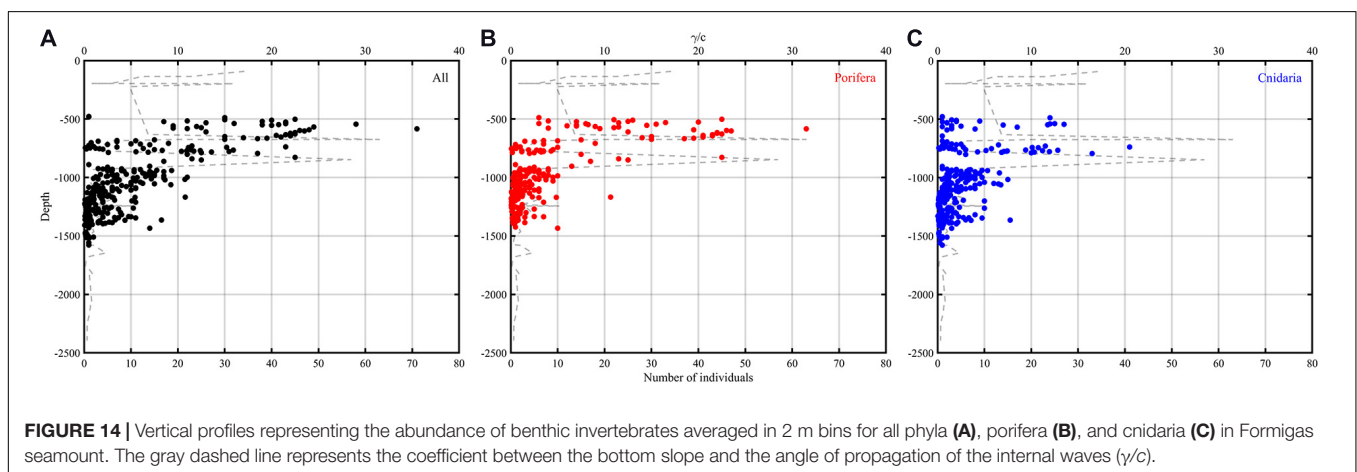 A B C
γ/c
0 10 20 30 40 0 10 20 30 40 0 10 20 30 40
0 All 0 Porifera 0 Cnidaria
-500 -500 -500
-1000 -1000 -1000
Depth
-1500 -1500 -1500
-2000 -2000 -2000
-2500 -2500 -2500
0 10 20 30 40 50 60 70 80 0 10 20 30 40 50 60 70 80 0 10 20 30 40 50 60 70 80
Number of individuals
FIGURE 14 | Vertical profiles representing the abundance of benthic invertebrates averaged in 2 m bins for all phyla (A), porifera (B), and cnidaria (C) in Formigas
seamount. The gray dashed line represents the coefficient between the bottom slope and the angle of propagation of the internal waves (γ/c).